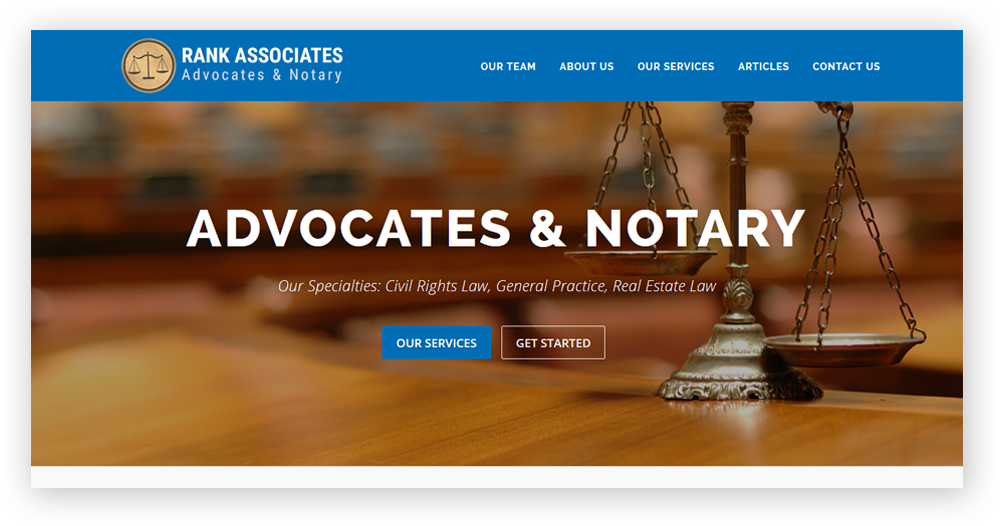 RANK ASSOCIATES
Advocates & Notary
OUR TEAM ABOUT US OUR SERVICES ARTICLES CONTACT US
ADVOCATES & NOTARY
Our Specialties: Civil Rights Law, General Practice, Real Estate Law
OUR SERVICES GET STARTED